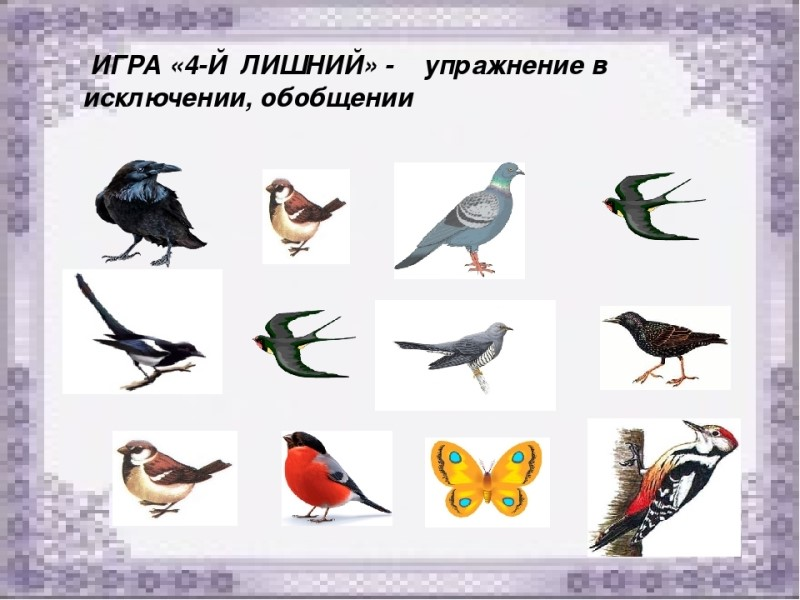 ИГРА «4-Й ЛИШНИЙ» - упражнение в
исключении, обобщении